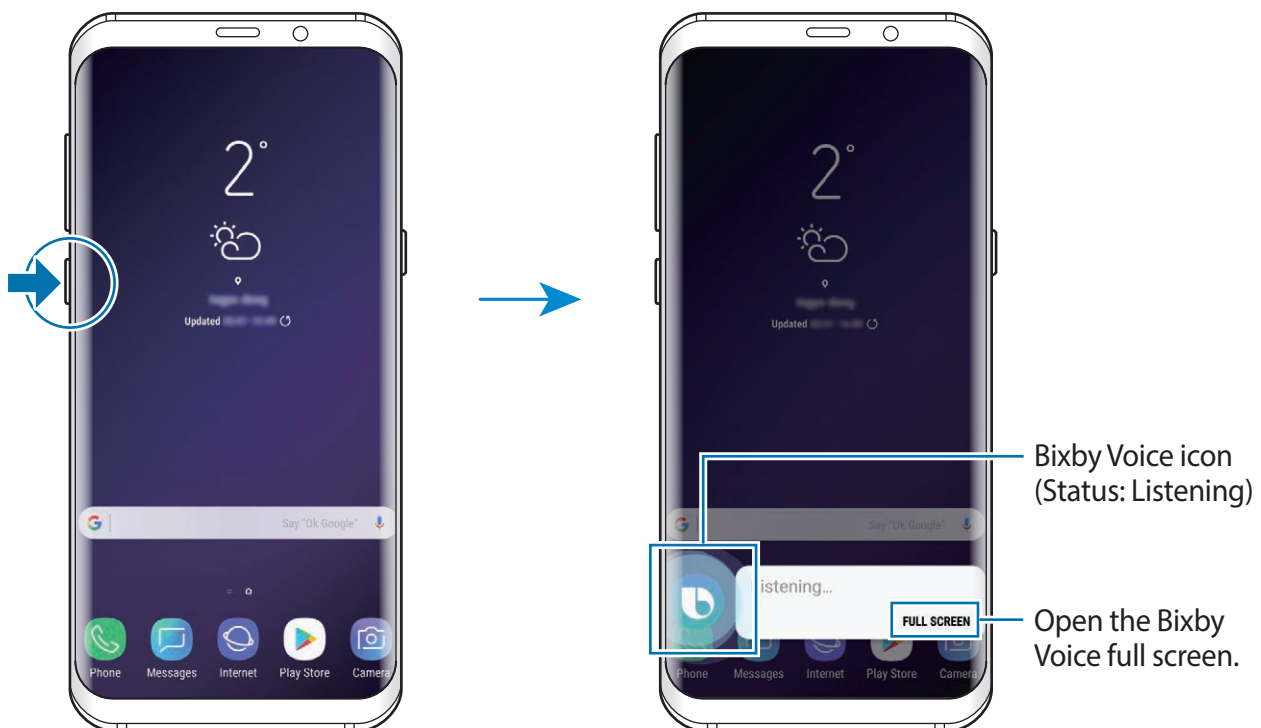 2°
Updated
G
Say "Ok Google"
Phone Messages Internet Play Store Camera
2°
Updated
G
Say "Ok Google"
Listening...
FULL SCREEN
Phone Messages Internet Play Store Camera
Bixby Voice icon
(Status: Listening)
Open the Bixby
Voice full screen.